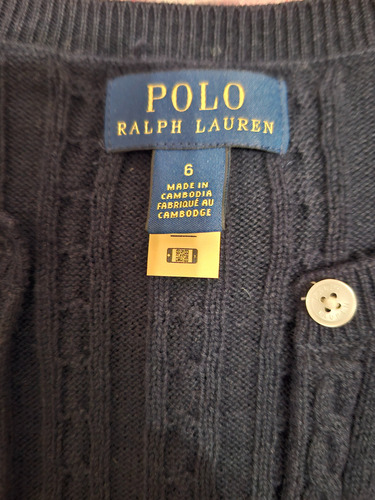 POLO
RALPH LAUREN
6
MADE IN
CAMBODIA
FABRIQUÉ AU
CAMBODGE